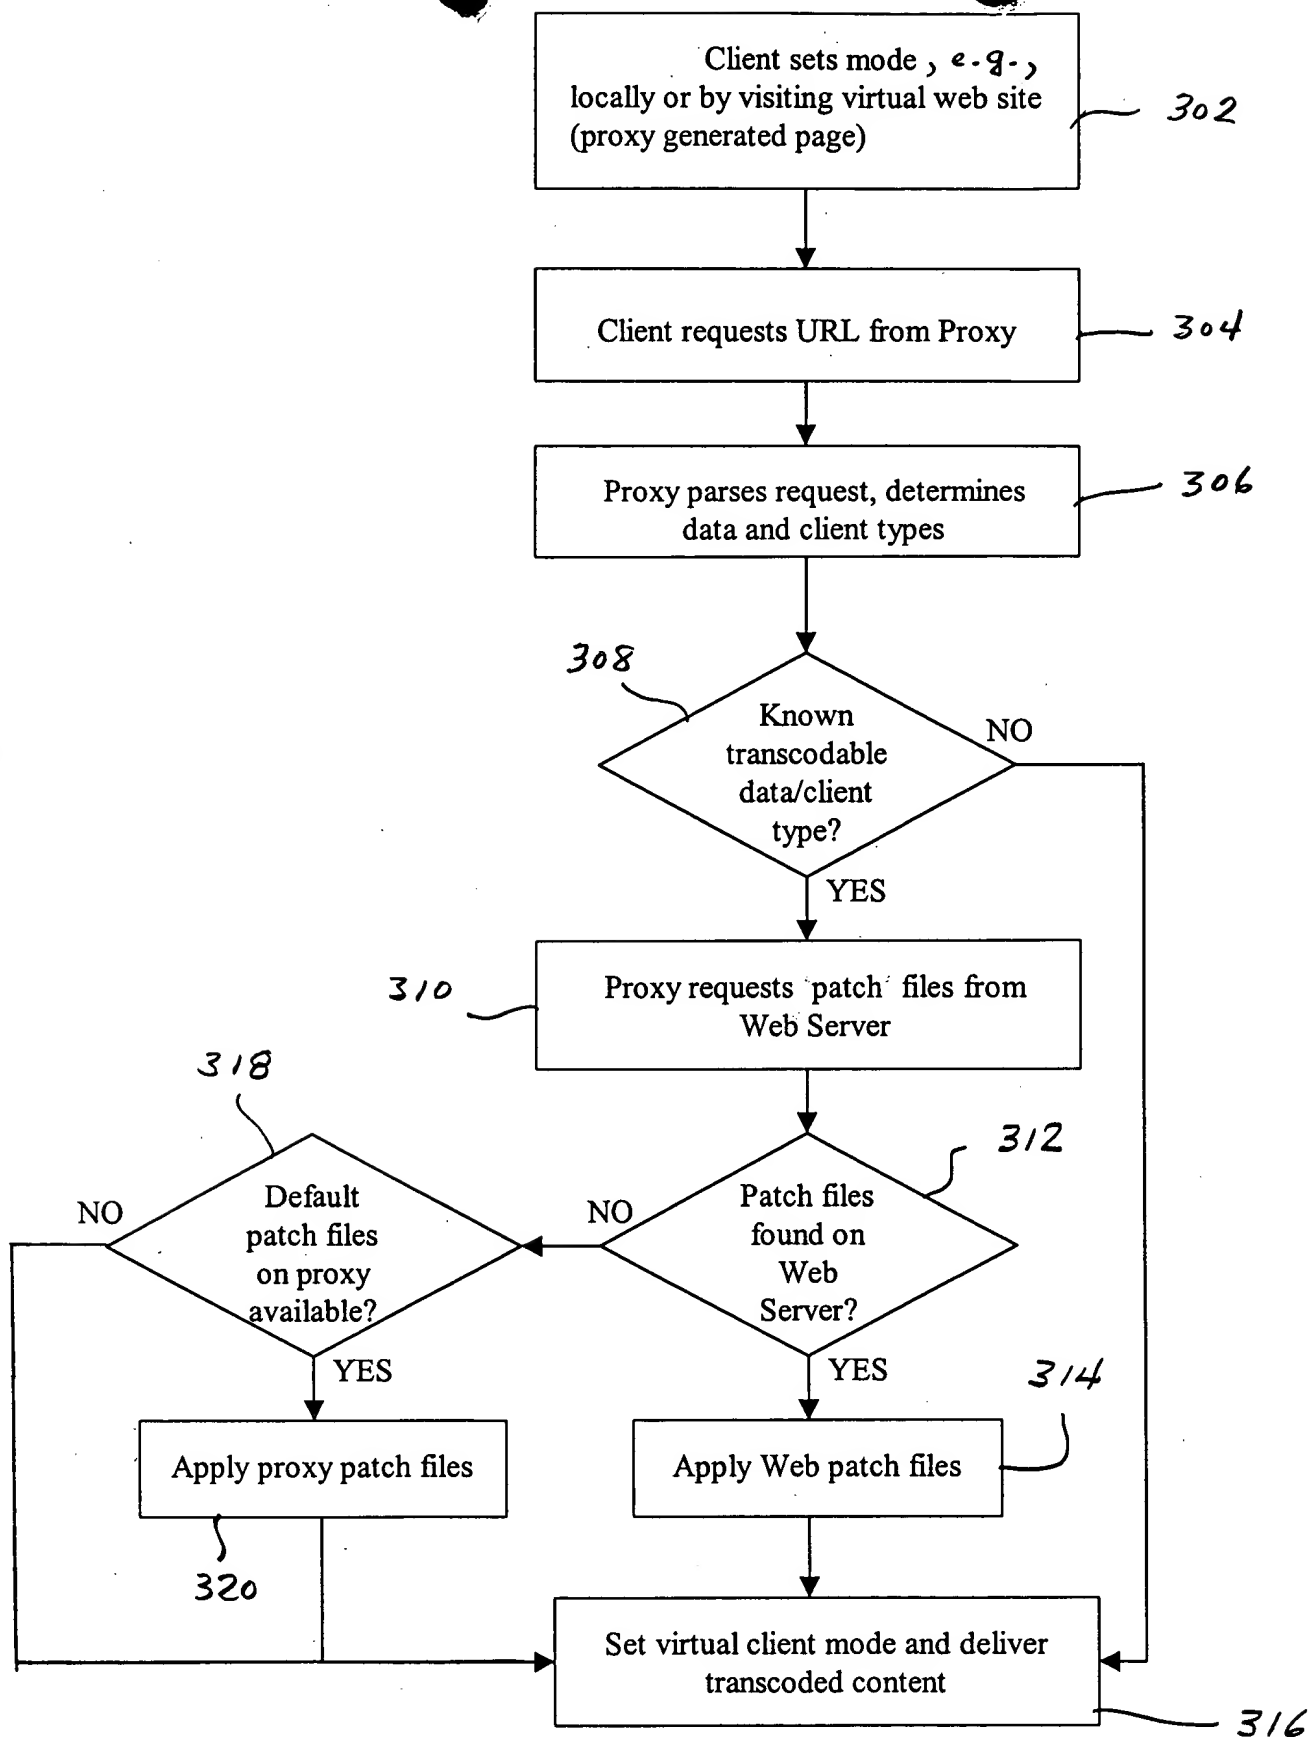 Client sets mode, e.g.,
locally or by visiting virtual web site
(proxy generated page)
302
Client requests URL from Proxy
304
Proxy parses request, determines
data and client types
306
308
Known
transcodable
data/client
type?
NO
YES
310
Proxy requests 'patch' files from
Web Server
318
312
Default
patch files
on proxy
available?
NO
NO
Patch files
found on
Web
Server?
YES
YES
314
Apply proxy patch files
Apply Web patch files
320
Set virtual client mode and deliver
transcoded content
316